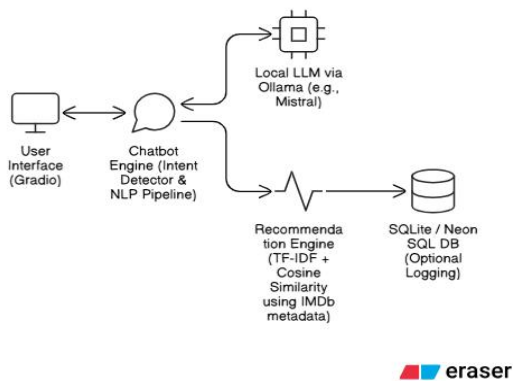 Local LLM via
Ollama (e.g.,
Mistral)
User
Interface
(Gradio)
Chatbot
Engine (Intent
Detector &
NLP Pipeline)
Recommenda
tion Engine
(TF-IDF +
Cosine
Similarity
using IMDb
metadata)
SQLite / Neon
SQL DB
(Optional
Logging)
eraser